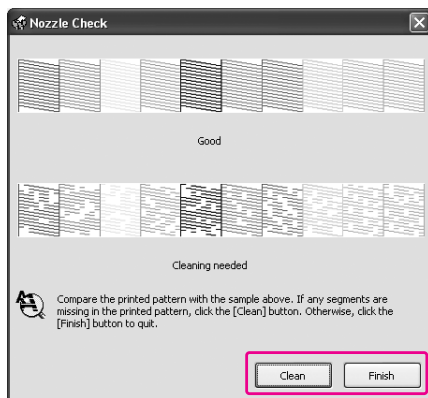 Nozzle Check
Good
Cleaning needed
Compare the printed pattern with the sample above. If any segments are
missing in the printed pattern, click the [Clean] button. Otherwise, click the
[Finish] button to quit.
Clean Finish